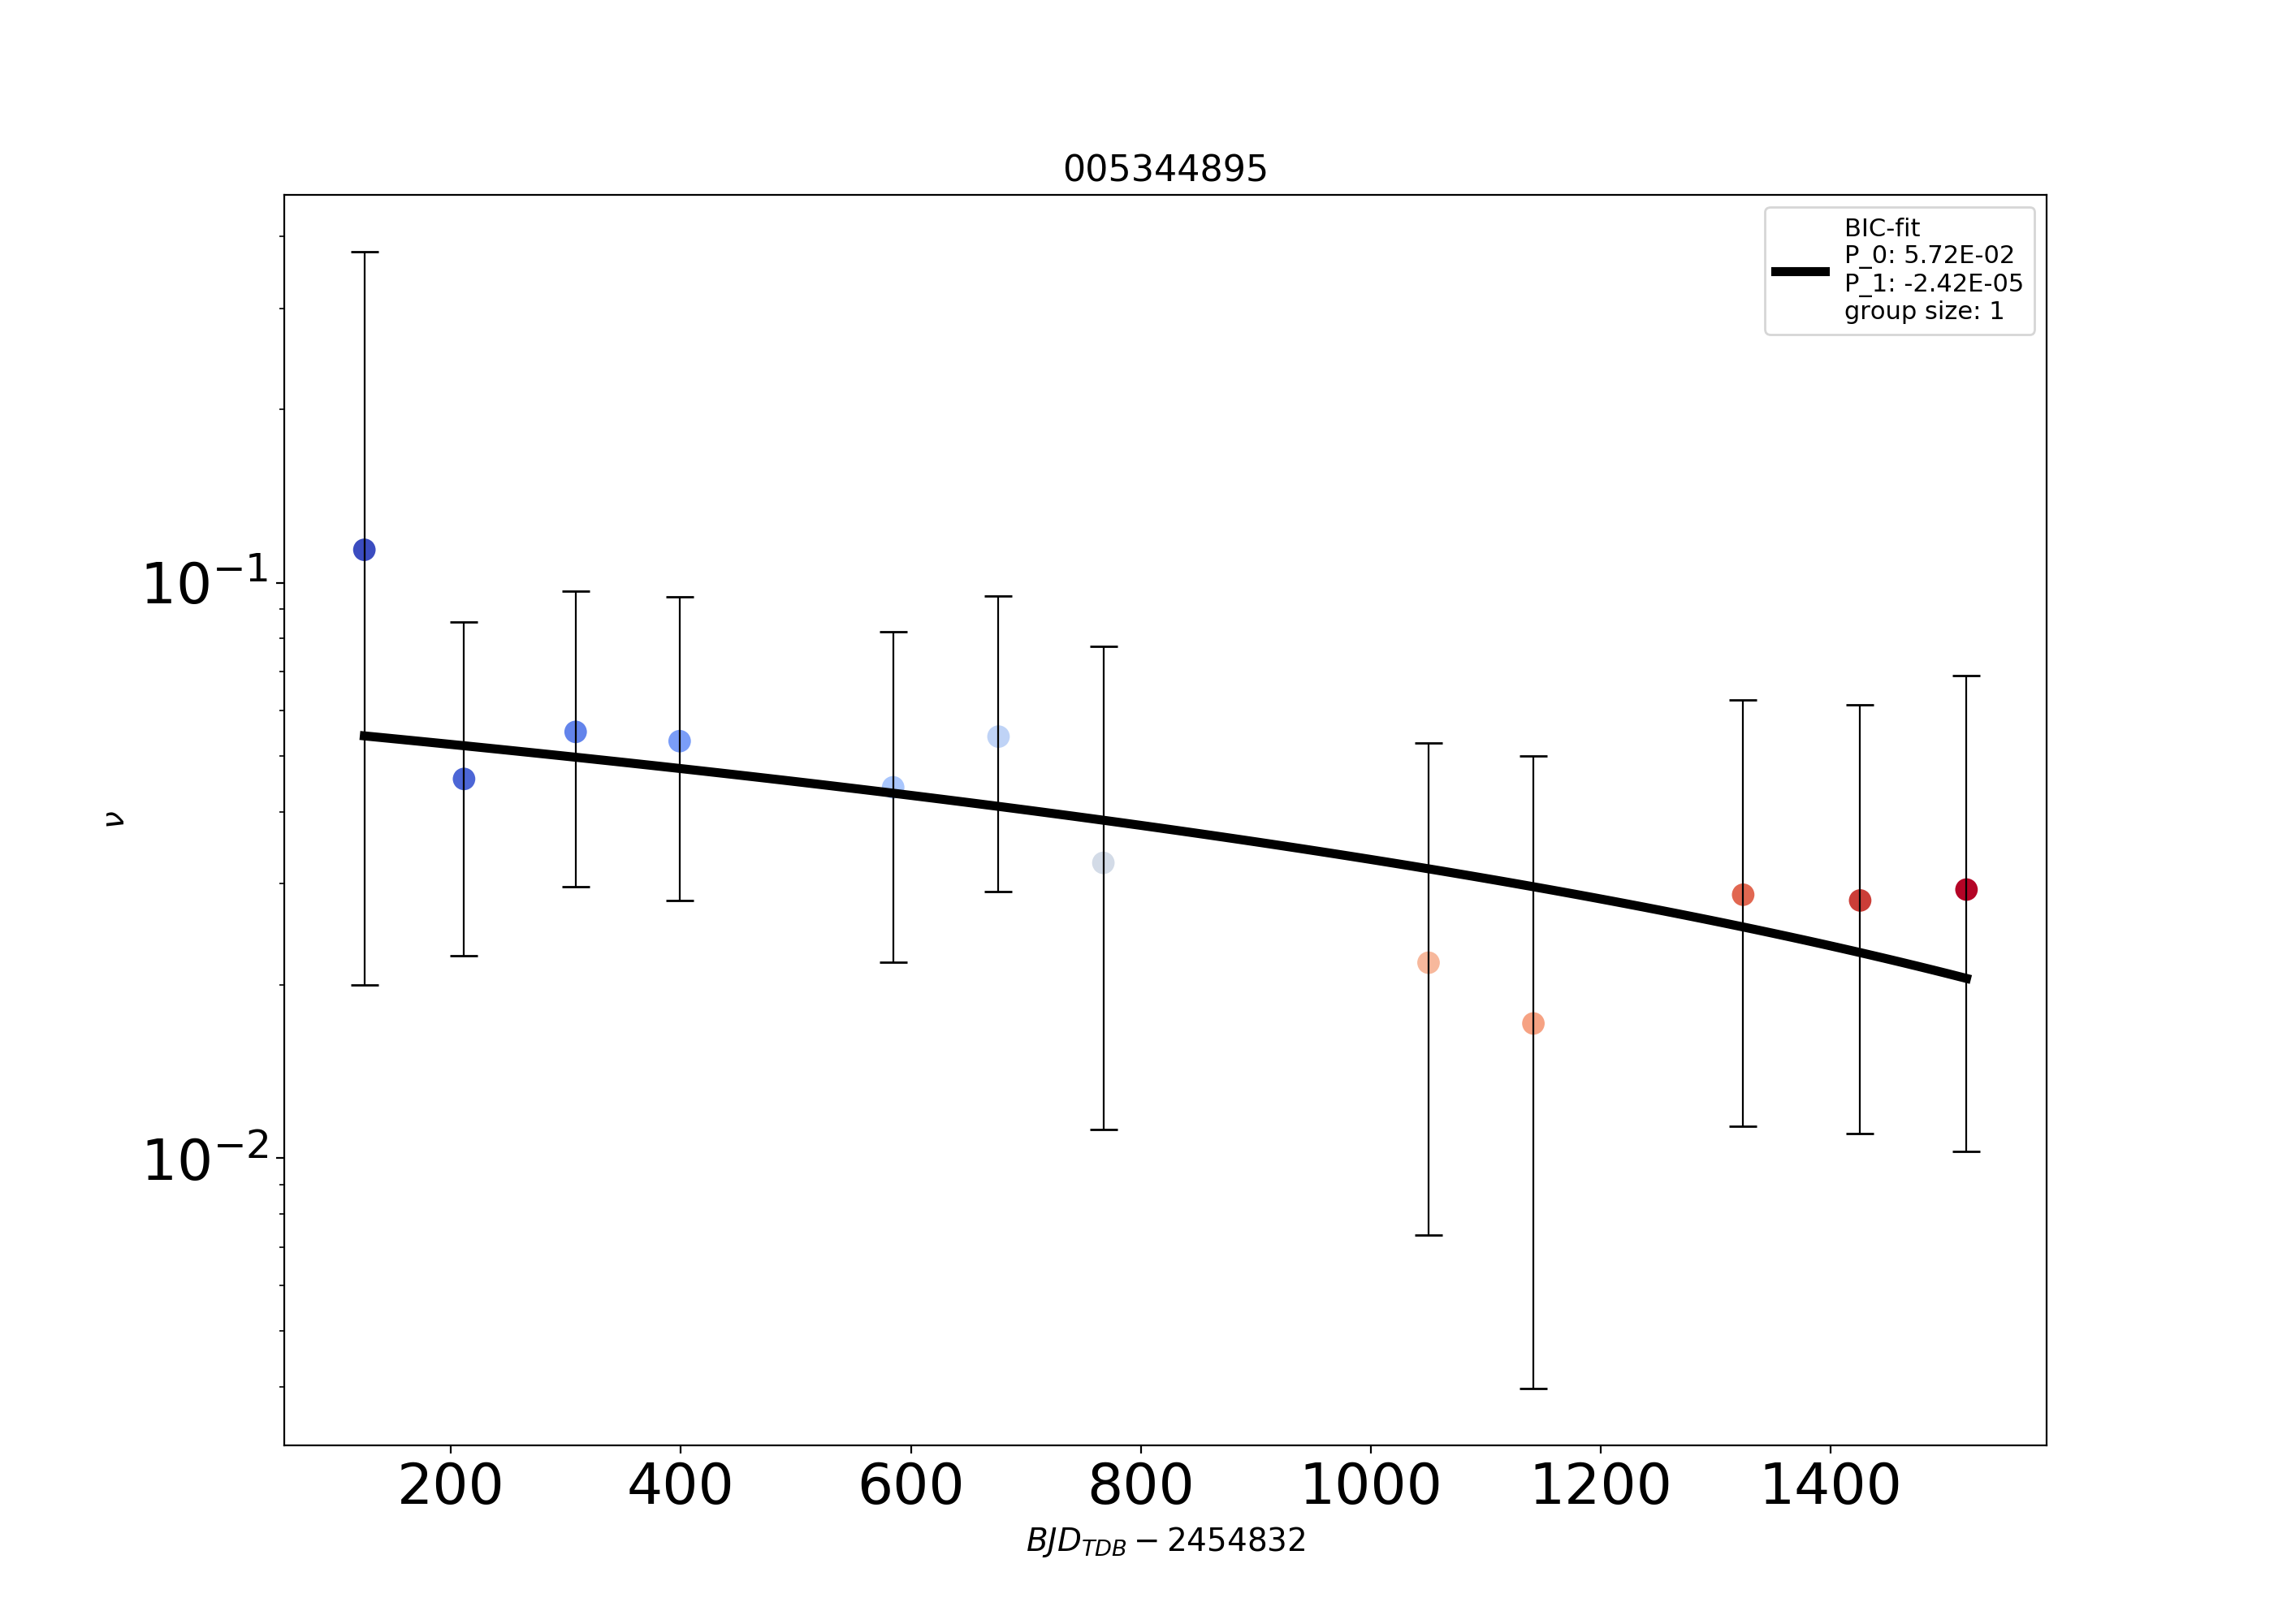 005344895
BIC-fit
P_0: 5.72E-02
P_1: -2.42E-05
group size: 1
10⁻¹
10⁻²
ν
200 400 600 800 1000 1200 1400
BJD_TDB − 2454832